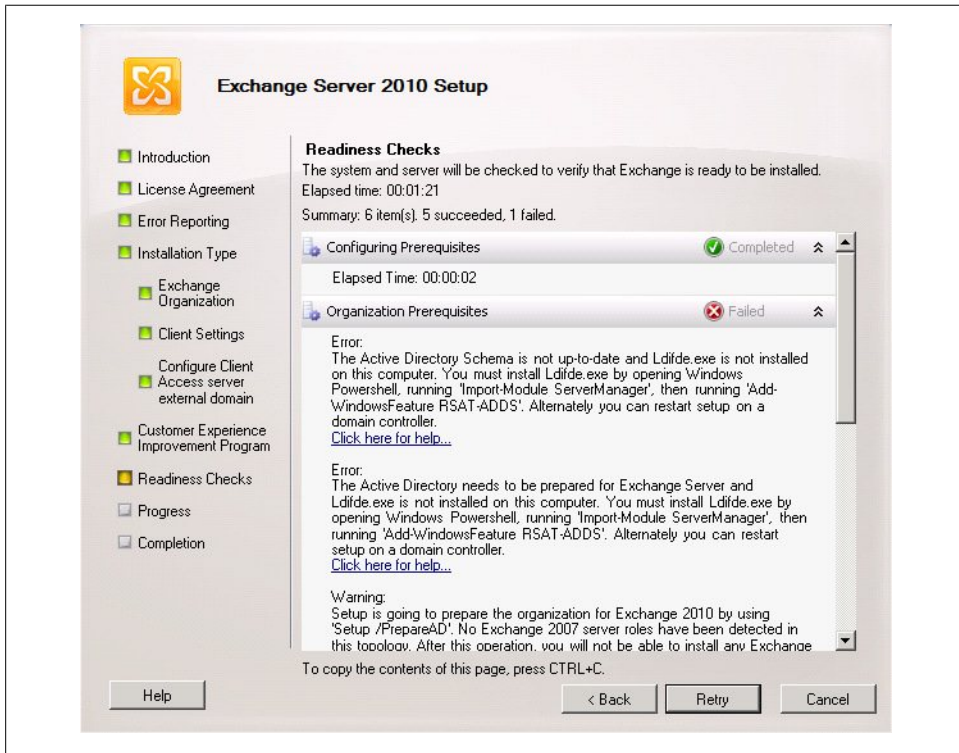 Exchange Server 2010 Setup
Introduction
License Agreement
Error Reporting
Installation Type
Exchange
Organization
Client Settings
Configure Client
Access server
external domain
Customer Experience
Improvement Program
Readiness Checks
Progress
Completion
Readiness Checks
The system and server will be checked to verify that Exchange is ready to be installed.
Elapsed time: 00:01:21
Summary: 6 item(s). 5 succeeded, 1 failed.
Configuring Prerequisites
Completed
Elapsed Time: 00:00:02
Organization Prerequisites
Failed
Error:
The Active Directory Schema is not up-to-date and Ldifde.exe is not installed
on this computer. You must install Ldifde.exe by opening Windows
Powershell, running 'Import-Module ServerManager', then running 'Add-
WindowsFeature RSAT-ADDS'. Alternately you can restart setup on a
domain controller.
Click here for help...
Error:
The Active Directory needs to be prepared for Exchange Server and
Ldifde.exe is not installed on this computer. You must install Ldifde.exe by
opening Windows Powershell, running 'Import-Module ServerManager', then
running 'Add-WindowsFeature RSAT-ADDS'. Alternately you can restart
setup on a domain controller.
Click here for help...
Warning:
Setup is going to prepare the organization for Exchange 2010 by using
'Setup /PrepareAD'. No Exchange 2007 server roles have been detected in
this topology. After this operation, you will not be able to install any Exchange
To copy the contents of this page, press CTRL+C.
Help
< Back
Retry
Cancel